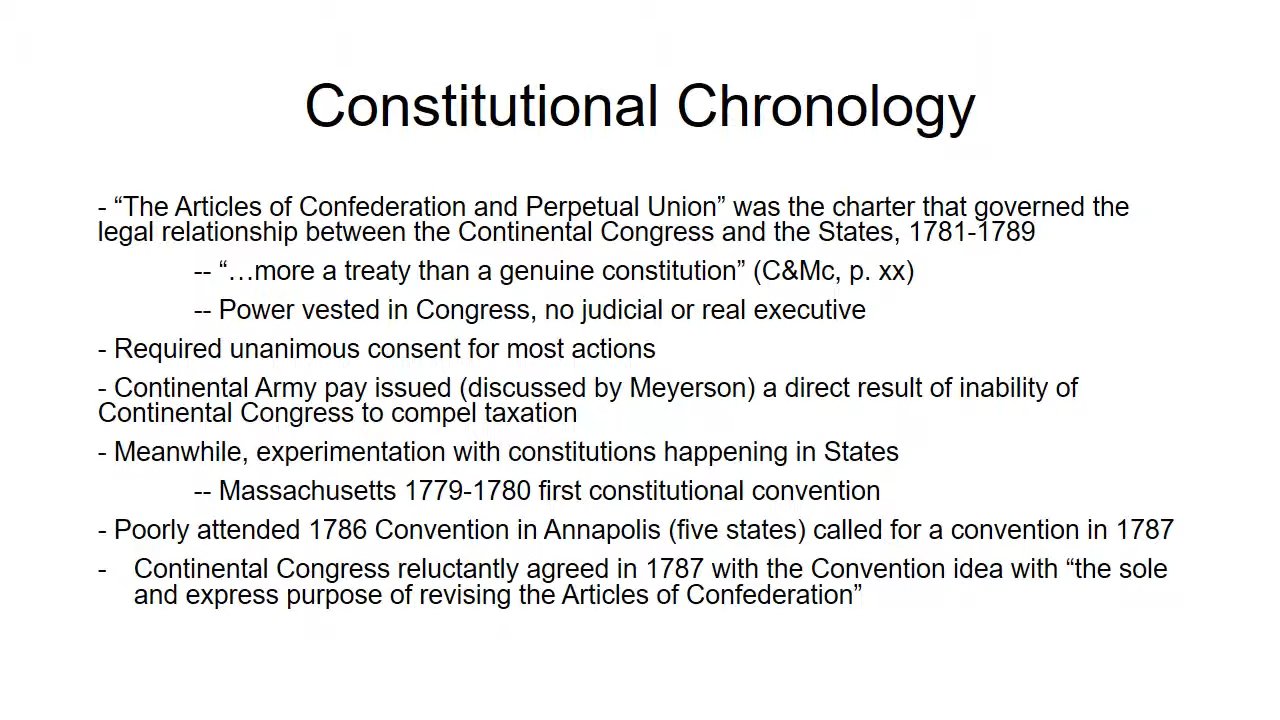 Constitutional Chronology
- “The Articles of Confederation and Perpetual Union” was the charter that governed the
legal relationship between the Continental Congress and the States, 1781-1789
-- “…more a treaty than a genuine constitution” (C&Mc, p. xx)
-- Power vested in Congress, no judicial or real executive
- Required unanimous consent for most actions
- Continental Army pay issued (discussed by Meyerson) a direct result of inability of
Continental Congress to compel taxation
- Meanwhile, experimentation with constitutions happening in States
-- Massachusetts 1779-1780 first constitutional convention
- Poorly attended 1786 Convention in Annapolis (five states) called for a convention in 1787
- Continental Congress reluctantly agreed in 1787 with the Convention idea with “the sole
and express purpose of revising the Articles of Confederation”